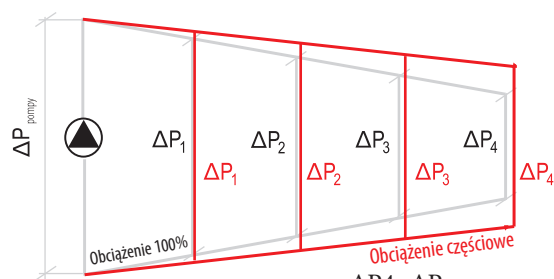 ΔP pompy
ΔP1 ΔP2 ΔP3 ΔP4
ΔP1 ΔP2 ΔP3 ΔP4
Obciążenie 100%
Obciążenie częściowe